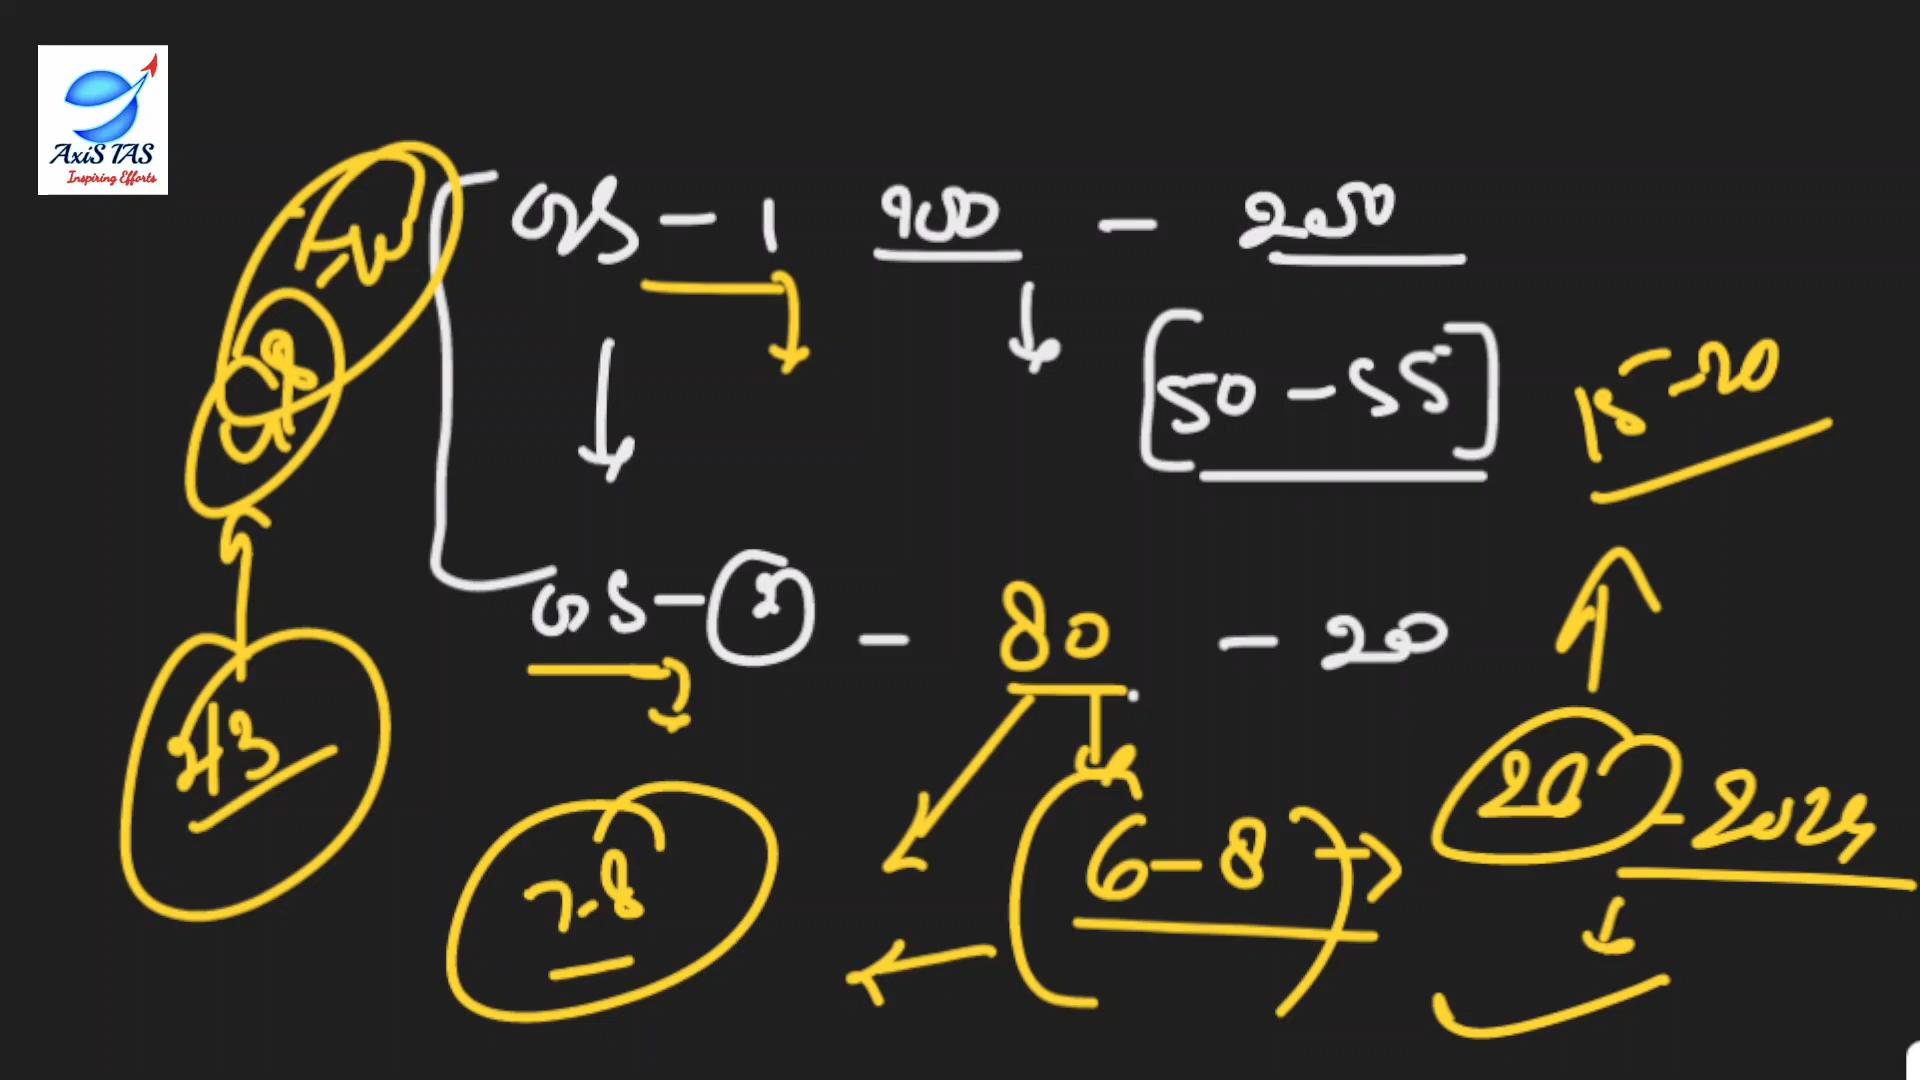 AxiS IAS
Inspiring Efforts
GS - 1 100 - 200
[50 - 55]
15 - 20
GS - 2 - 80 - 20
43
7-8
(6-8)
20 - 2024